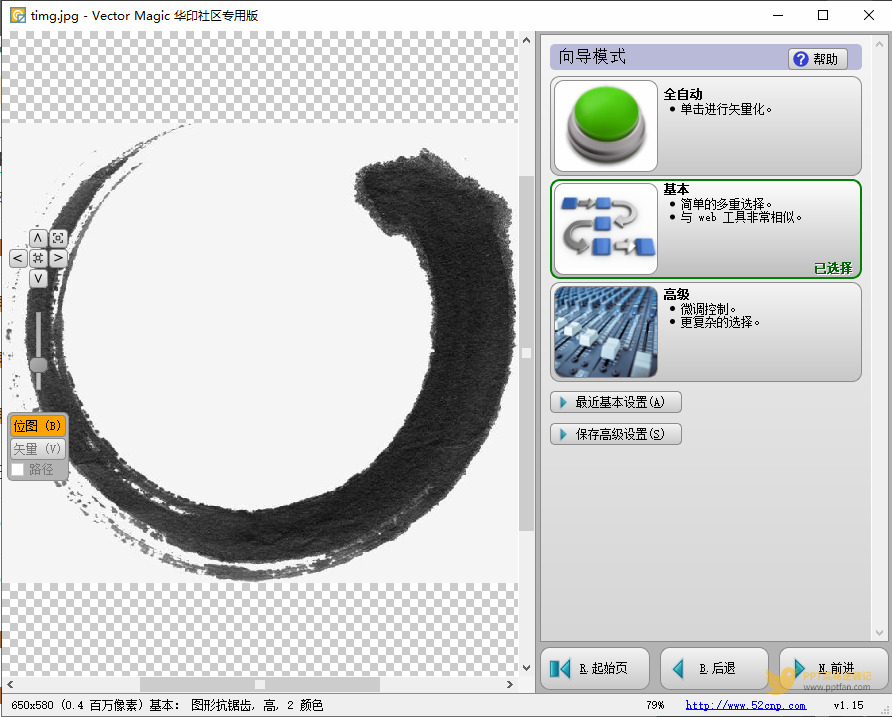 timg.jpg - Vector Magic 华印社区专用版
向导模式
帮助
全自动
单击进行矢量化。
基本
简单的多重选择。
与 web 工具非常相似。
已选择
高级
微调控制。
更复杂的选择。
最近基本设置(A)
保存高级设置(S)
位图 (B)
矢量 (V)
路径
R.起始页
B.后退
N.前进
www.pptfan.com
650x580 (0.4 百万像素) 基本： 图形抗锯齿，高，2 颜色
79%
http://www.52cnp.com
v1.15